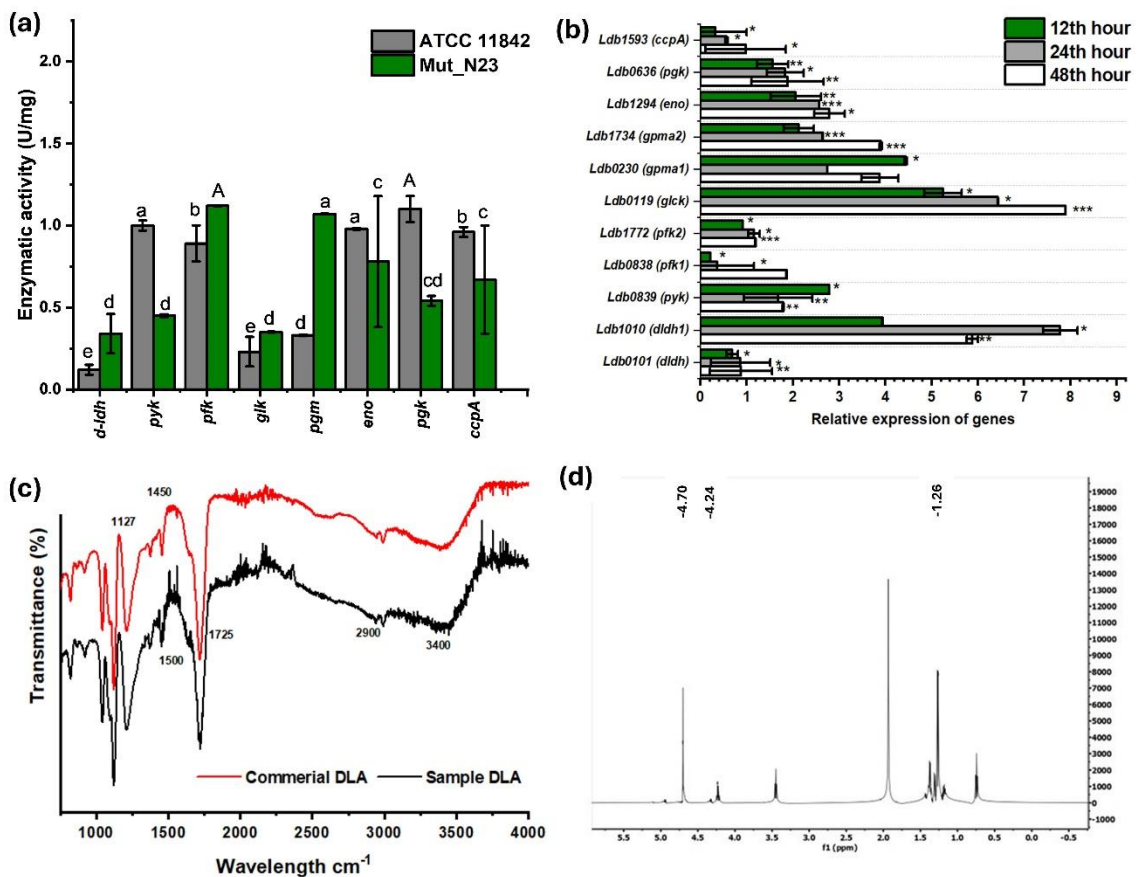 (a)
ATCC 11842
Mut_N23
Enzymatic activity (U/mg)
2.0
1.5
1.0
0.5
0.0
e d a d b A e d d a a c A cd b c
d-ldh pyk pfk glk pgm eno pgk ccpA
(b)
12th hour
24th hour
48th hour
Ldb1593 (ccpA)
* * *
Ldb0636 (pgk)
** * **
Ldb1294 (eno)
** *** *
Ldb1734 (gpma2)
*** ***
Ldb0230 (gpma1)
*
Ldb0119 (glck)
* * ***
Ldb1772 (pfk2)
* * ***
Ldb0838 (pfk1)
* *
Ldb0839 (pyk)
* ** **
Ldb1010 (dldh1)
* **
Ldb0101 (dldh)
* * **
0 1 2 3 4 5 6 7 8 9
Relative expression of genes
(c)
Transmittance (%)
1450
1127
1725
1500
2900
3400
Commerial DLA
Sample DLA
1000 1500 2000 2500 3000 3500 4000
Wavelength cm⁻¹
(d)
-4.70
-4.24
-1.26
19000
18000
17000
16000
15000
14000
13000
12000
11000
10000
9000
8000
7000
6000
5000
4000
3000
2000
1000
0
-1000
5.5 5.0 4.5 4.0 3.5 3.0 2.5 2.0 1.5 1.0 0.5 0.0 -0.5
f1 (ppm)